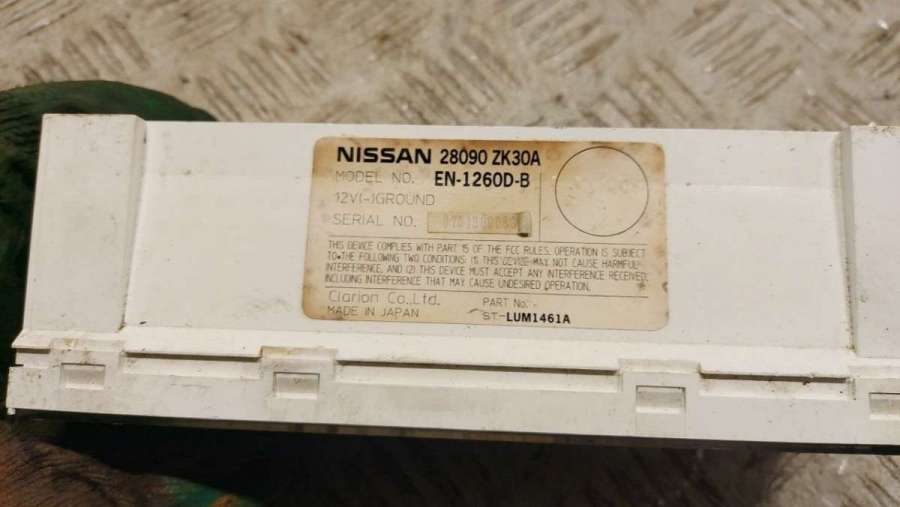 NISSAN 28090 ZK30A
MODEL NO. EN-1260D-B
12V(-)GROUND
SERIAL NO.
THIS DEVICE COMPLIES WITH PART 15 OF THE FCC RULES. OPERATION IS SUBJECT
TO THE FOLLOWING TWO CONDITIONS: (1) THIS DEVICE MAY NOT CAUSE HARMFUL
INTERFERENCE, AND (2) THIS DEVICE MUST ACCEPT ANY INTERFERENCE RECEIVED,
INCLUDING INTERFERENCE THAT MAY CAUSE UNDESIRED OPERATION.
Clarion Co.,Ltd.
MADE IN JAPAN
PART No. -
ST-LUM1461A